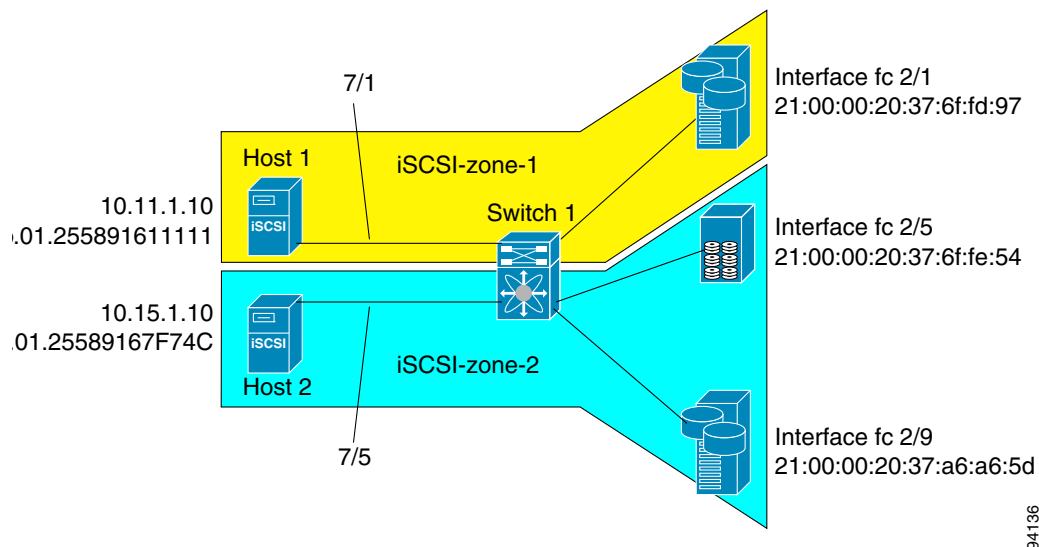 7/1
Interface fc 2/1
21:00:00:20:37:6f:fd:97
Host 1
iSCSI-zone-1
10.11.1.10
.01.255891611111
iSCSI
Switch 1
Interface fc 2/5
21:00:00:20:37:6f:fe:54
10.15.1.10
.01.25589167F74C
iSCSI
iSCSI-zone-2
Host 2
7/5
Interface fc 2/9
21:00:00:20:37:a6:a6:5d
94136